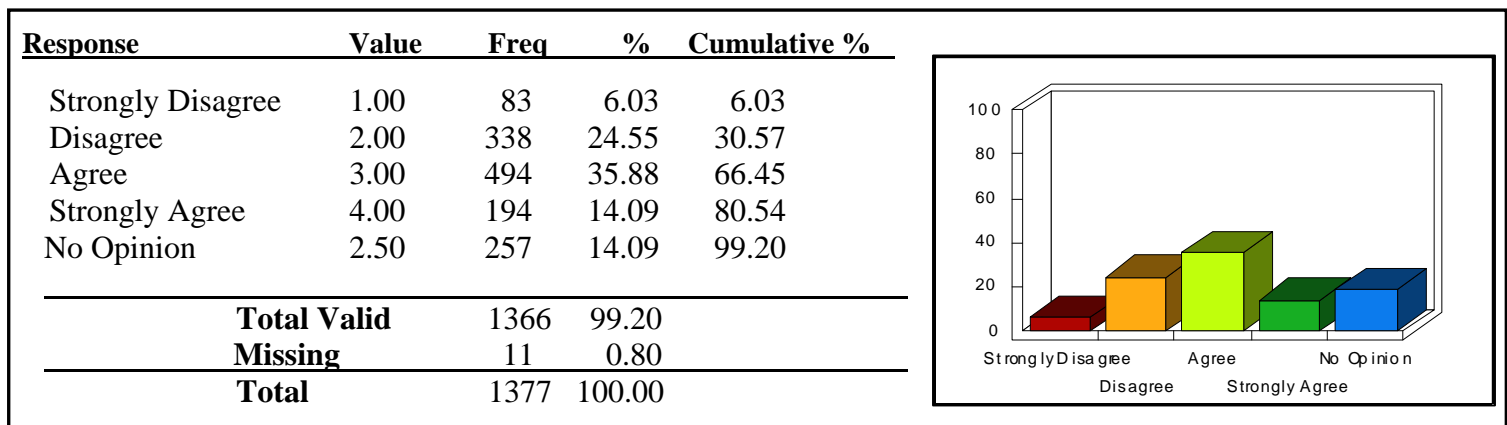 Response Value Freq % Cumulative %
Strongly Disagree 1.00 83 6.03 6.03
Disagree 2.00 338 24.55 30.57
Agree 3.00 494 35.88 66.45
Strongly Agree 4.00 194 14.09 80.54
No Opinion 2.50 257 14.09 99.20
Total Valid 1366 99.20
Missing 11 0.80
Total 1377 100.00
100
80
60
40
20
0
Strongly Disagree Agree No Opinion
Disagree Strongly Agree